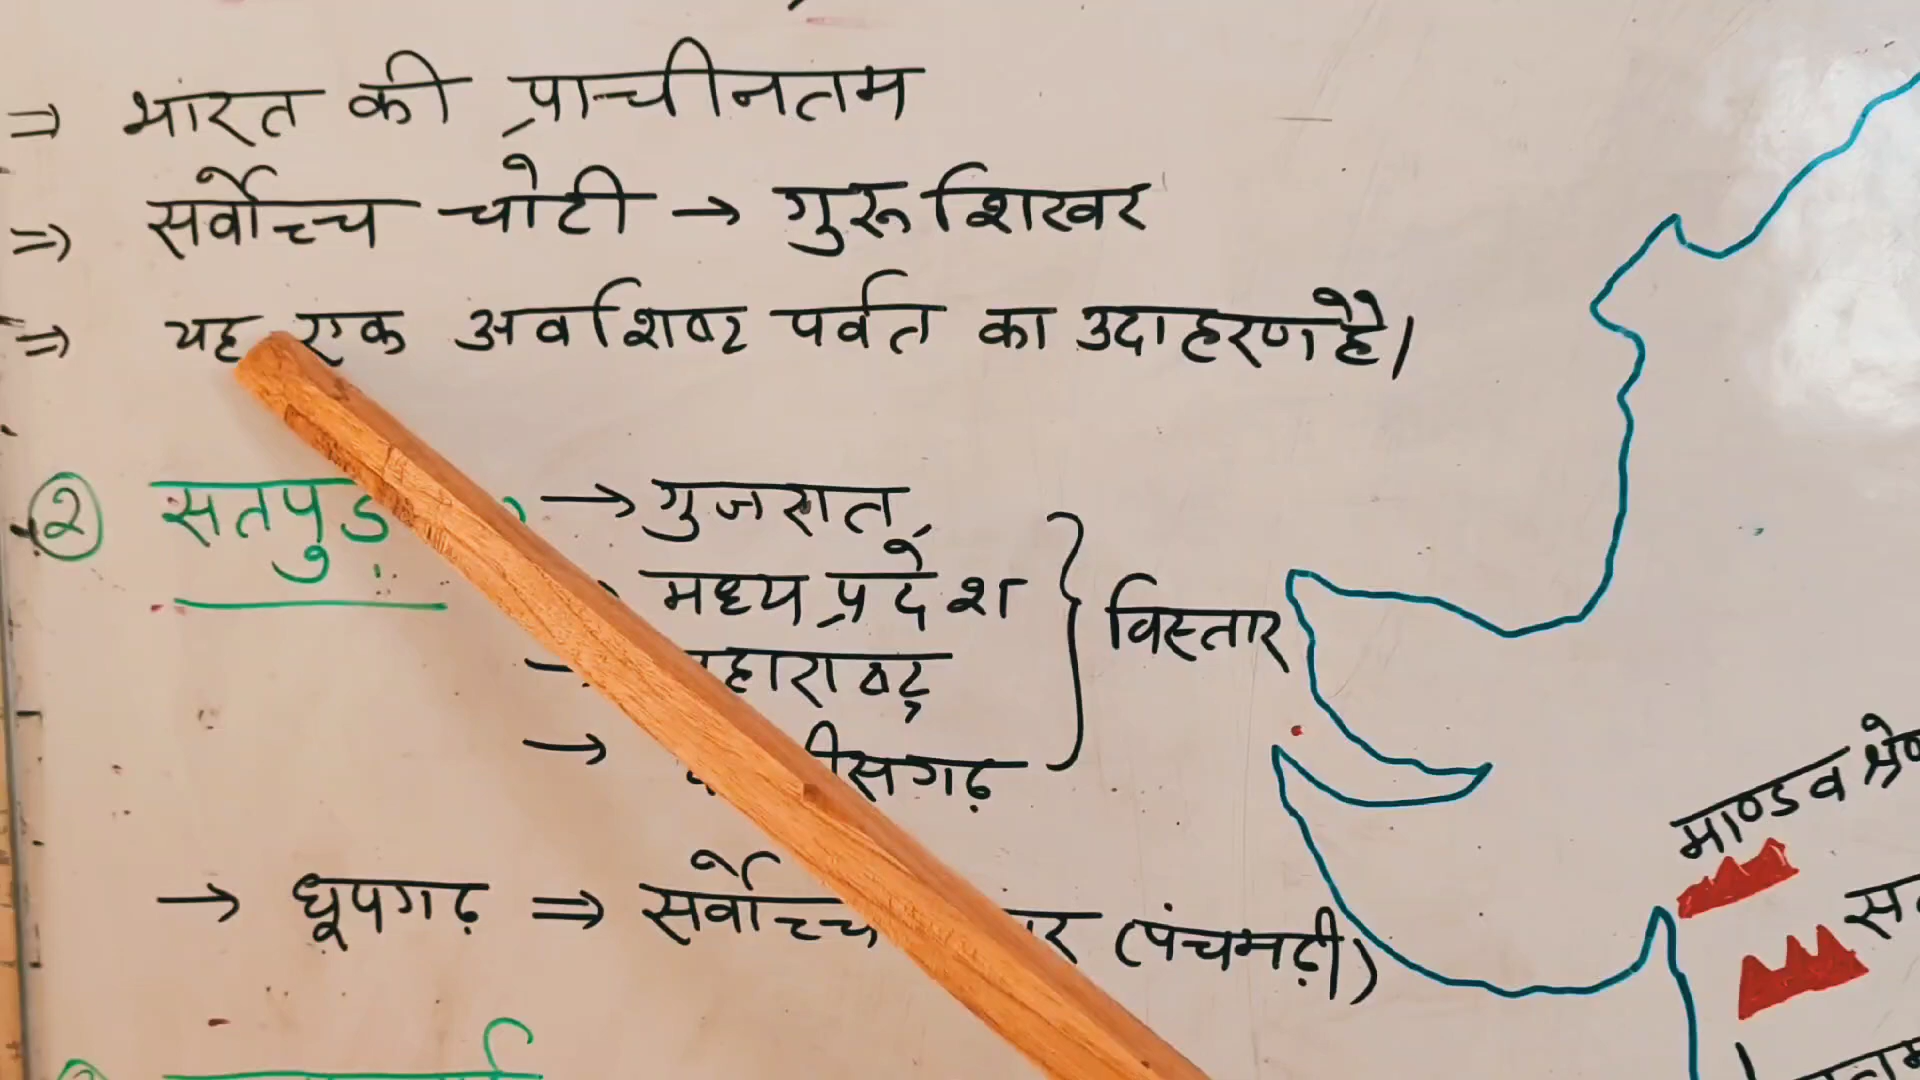 ⇒ भारत की प्राचीनतम
⇒ सर्वोच्च चोटी → गुरू शिखर
⇒ यह एक अवशिष्ट पर्वत का उदाहरण है।
② सतपुड़
→ गुजरात,
मध्य प्रदेश
विस्तार
→
→ धूपगढ़ ⇒ सर्वोच्च (पंचमढ़ी)
माण्डव